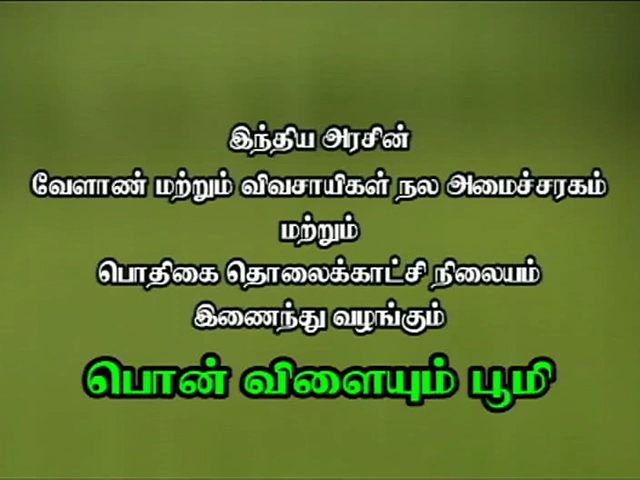 இந்திய அரசின்
வேளாண் மற்றும் விவசாயிகள் நல அமைச்சரகம்
மற்றும்
பொதிகை தொலைக்காட்சி நிலையம்
இணைந்து வழங்கும்
பொன் விளையும் பூமி